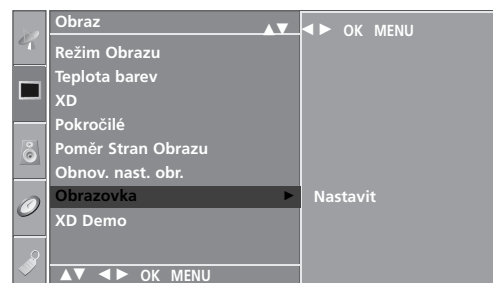 Obraz ▲▼ ◄► OK MENU
Režim Obrazu
Teplota barev
XD
Pokročilé
Poměr Stran Obrazu
Obnov. nast. obr.
Obrazovka ► Nastavit
XD Demo
▲▼ ◄► OK MENU